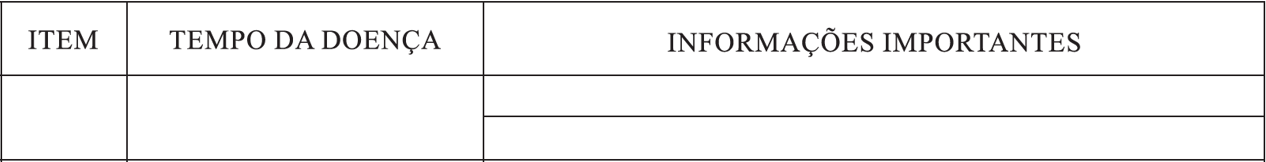 ITEM TEMPO DA DOENÇA INFORMAÇÕES IMPORTANTES